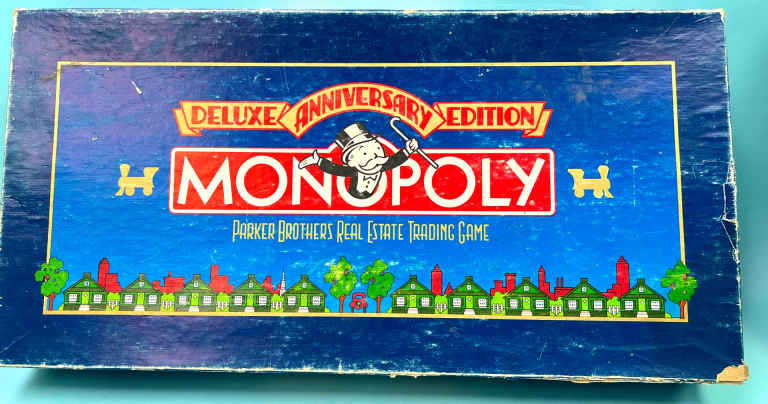 DELUXE ANNIVERSARY EDITION
MONOPOLY
PARKER BROTHERS REAL ESTATE TRADING GAME